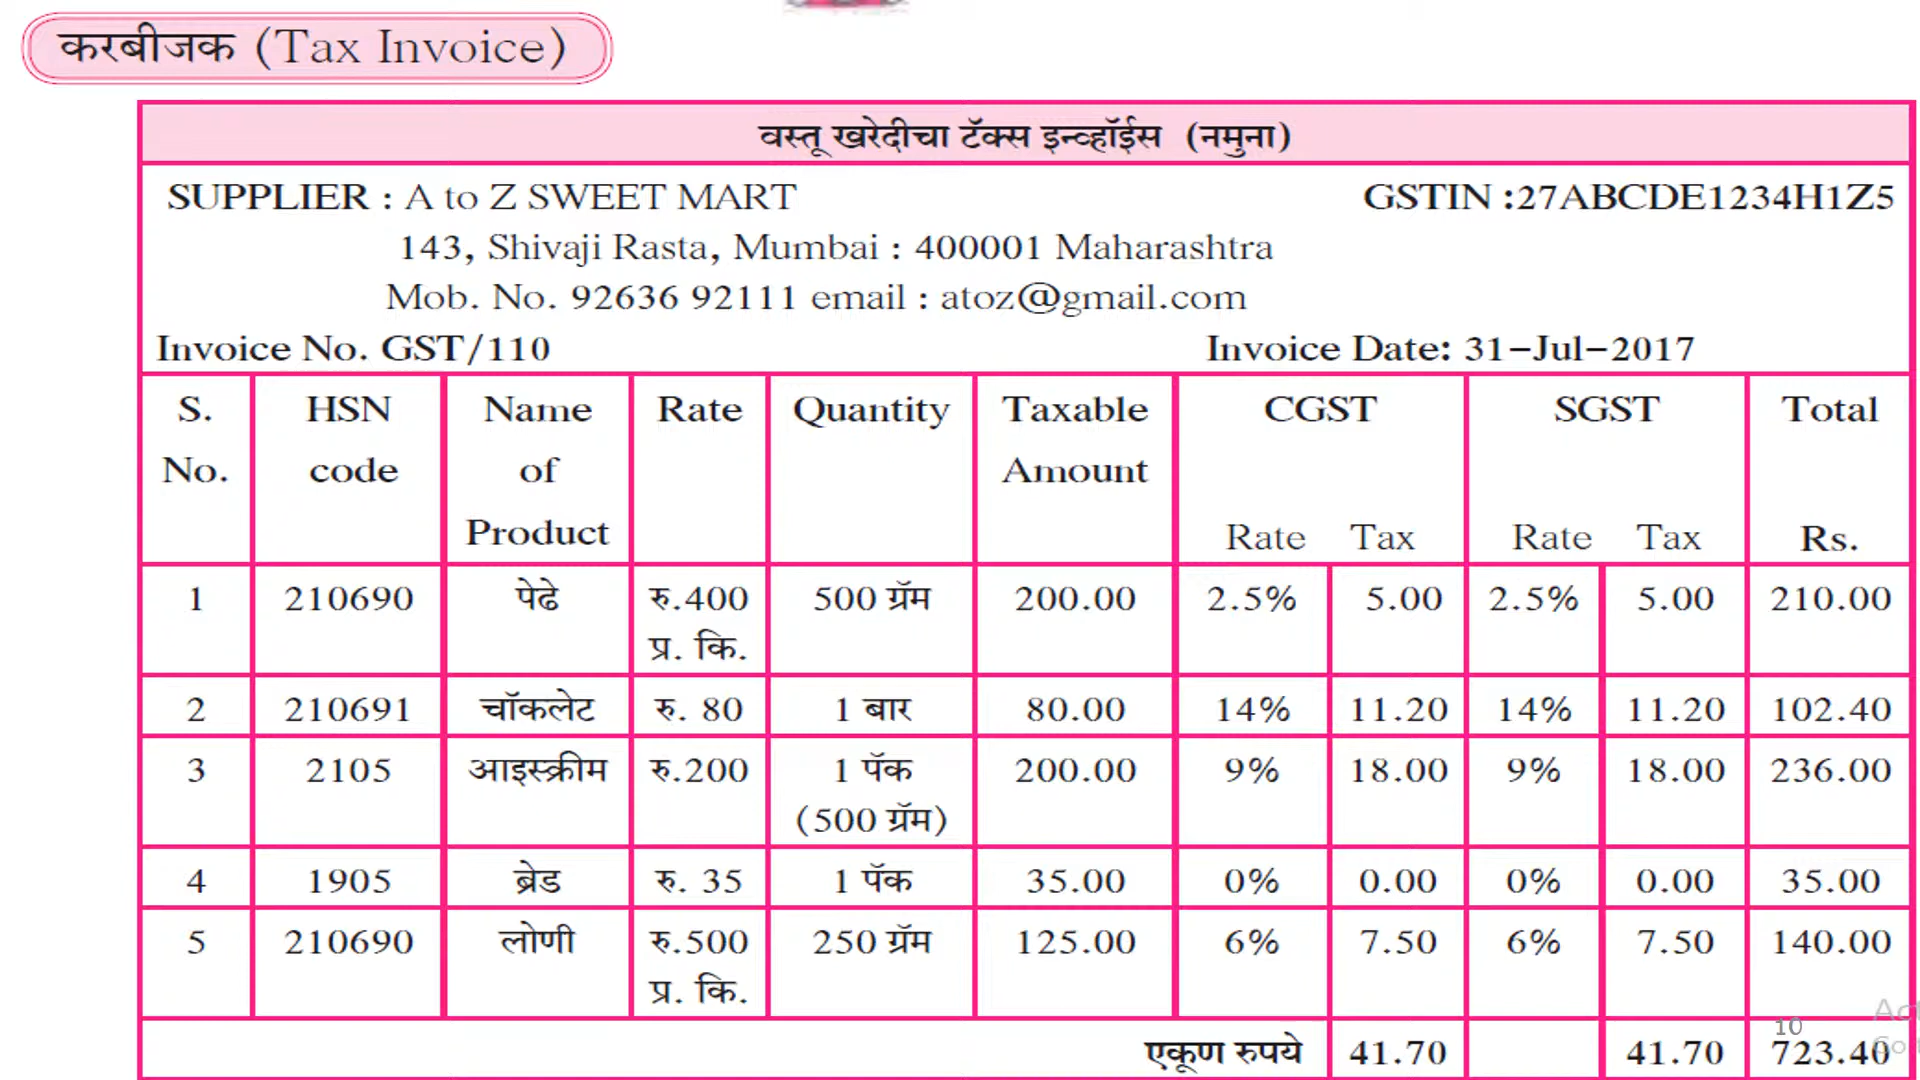 करबीजक (Tax Invoice)
वस्तू खरेदीचा टॅक्स इन्व्हॉईस (नमुना)
SUPPLIER : A to Z SWEET MART GSTIN :27ABCDE1234H1Z5
143, Shivaji Rasta, Mumbai : 400001 Maharashtra
Mob. No. 92636 92111 email : atoz@gmail.com
Invoice No. GST/110 Invoice Date: 31-Jul-2017
S. HSN Name Rate Quantity Taxable CGST SGST Total
No. code of Amount
Product Rate Tax Rate Tax Rs.
1 210690 पेढे रु.400 500 ग्रॅम 200.00 2.5% 5.00 2.5% 5.00 210.00
प्र. कि.
2 210691 चॉकलेट रु. 80 1 बार 80.00 14% 11.20 14% 11.20 102.40
3 2105 आइस्क्रीम रु.200 1 पॅक 200.00 9% 18.00 9% 18.00 236.00
(500 ग्रॅम)
4 1905 ब्रेड रु. 35 1 पॅक 35.00 0% 0.00 0% 0.00 35.00
5 210690 लोणी रु.500 250 ग्रॅम 125.00 6% 7.50 6% 7.50 140.00
प्र. कि.
10
एकूण रुपये 41.70 41.70 723.40